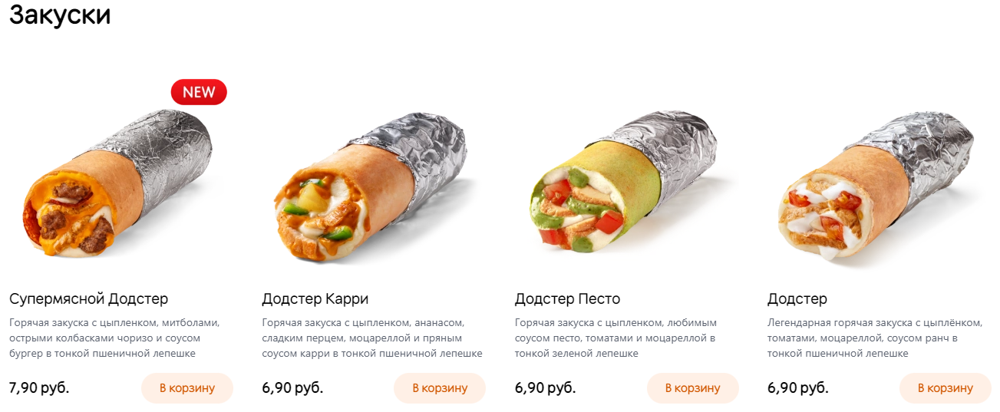 Закуски
NEW
Супермясной Додстер
Горячая закуска с цыпленком, митболами,
острыми колбасками чоризо и соусом
бургер в тонкой пшеничной лепешке
7,90 руб.
В корзину
Додстер Карри
Горячая закуска с цыпленком, ананасом,
сладким перцем, моцареллой и пряным
соусом карри в тонкой пшеничной лепешке
6,90 руб.
В корзину
Додстер Песто
Горячая закуска с цыпленком, любимым
соусом песто, томатами и моцареллой в
тонкой зеленой лепешке
6,90 руб.
В корзину
Додстер
Легендарная горячая закуска с цыплёнком,
томатами, моцареллой, соусом ранч в
тонкой пшеничной лепешке
6,90 руб.
В корзину